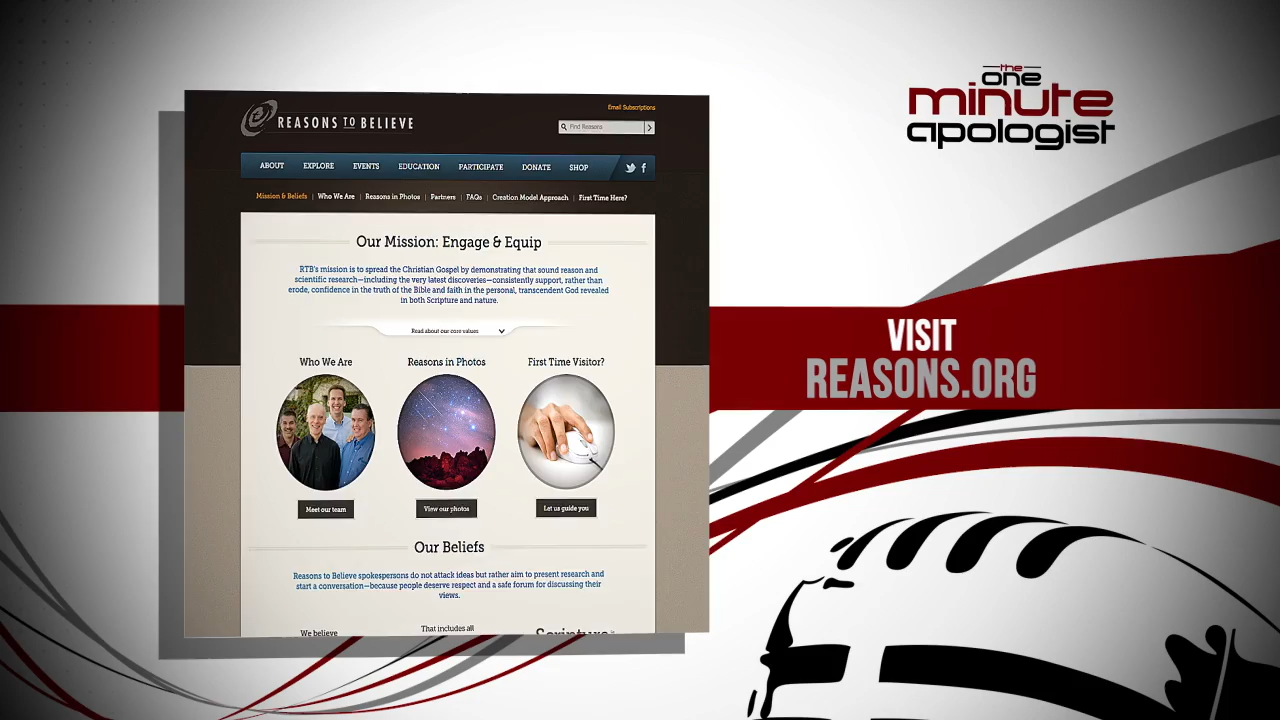 the
one
minute
apologist
Email Subscriptions
REASONS TO BELIEVE
Find Reasons
ABOUT EXPLORE EVENTS EDUCATION PARTICIPATE DONATE SHOP
Mission & Beliefs | Who We Are | Reasons in Photos | Partners | FAQs | Creation Model Approach | First Time Here?
Our Mission: Engage & Equip
RTB's mission is to spread the Christian Gospel by demonstrating that sound reason and
scientific research—including the very latest discoveries—consistently support, rather than
erode, confidence in the truth of the Bible and faith in the personal, transcendent God revealed
in both Scripture and nature.
Read about our core values
Who We Are Reasons in Photos First Time Visitor?
Meet our team View our photos Let us guide you
Our Beliefs
Reasons to Believe spokespersons do not attack ideas but rather aim to present research and
start a conversation—because people deserve respect and a safe forum for discussing their
views.
We believe That includes all Scripture
VISIT
REASONS.ORG